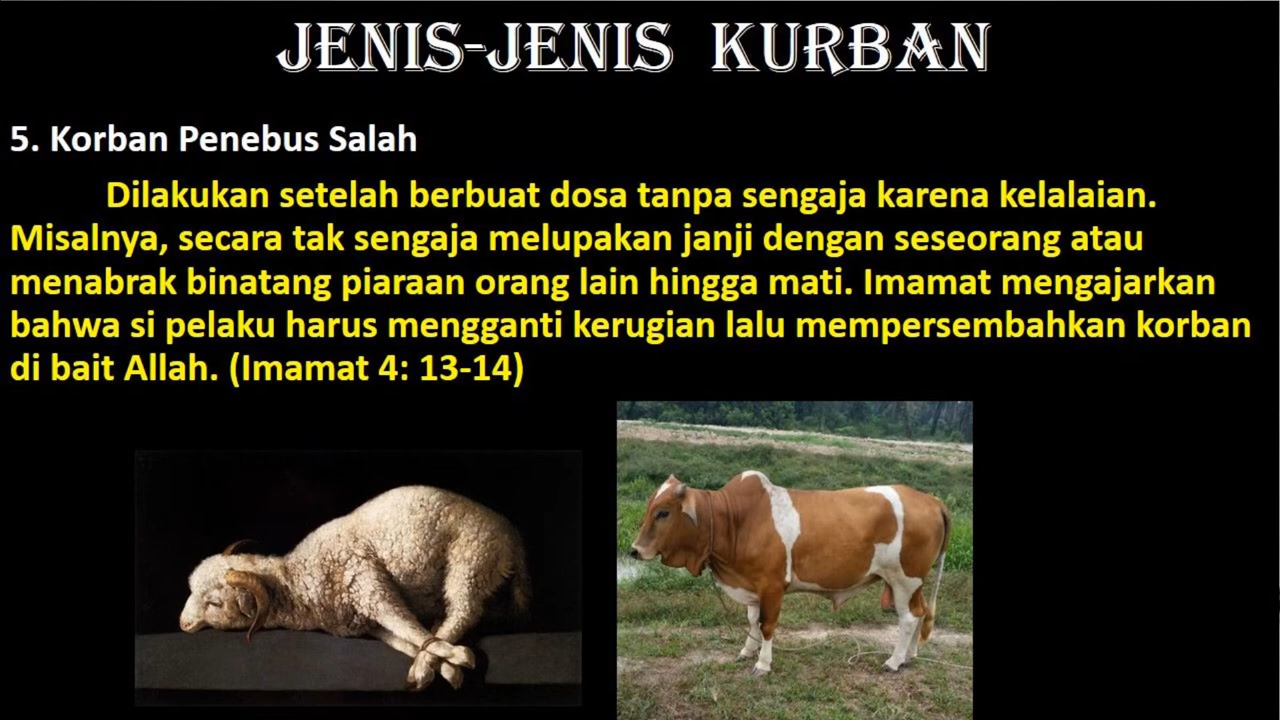 JENIS-JENIS KURBAN
5. Korban Penebus Salah
Dilakukan setelah berbuat dosa tanpa sengaja karena kelalaian.
Misalnya, secara tak sengaja melupakan janji dengan seseorang atau
menabrak binatang piaraan orang lain hingga mati. Imamat mengajarkan
bahwa si pelaku harus mengganti kerugian lalu mempersembahkan korban
di bait Allah. (Imamat 4: 13-14)